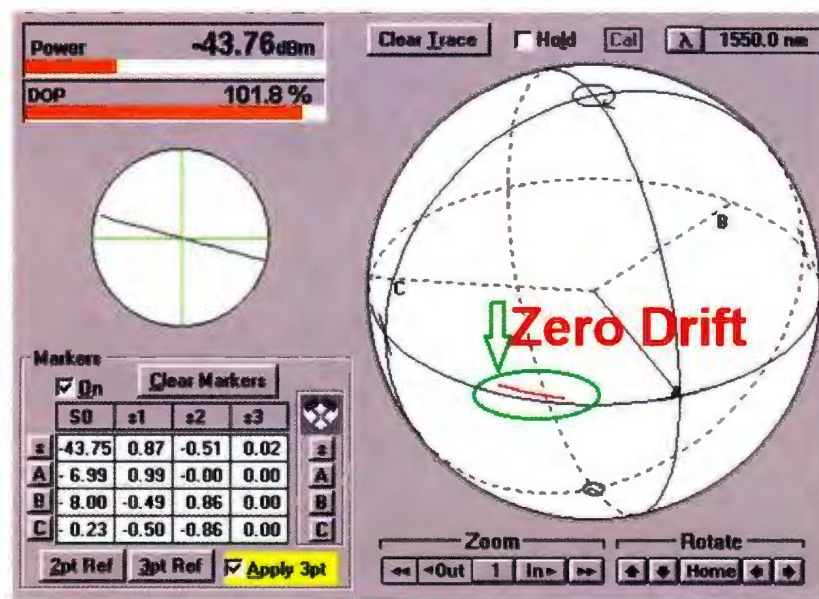 Power -43.76dBm
DOP 101.8 %
Clear Trace Hold Cal λ 1550.0 nm
B
C
Zero Drift
Markers
On Clear Markers
S0 s1 s2 s3
s -43.75 0.87 -0.51 0.02 s
A - 6.99 0.99 -0.00 0.00 A
B - 8.00 -0.49 0.86 0.00 B
C - 0.23 -0.50 -0.86 0.00 C
2pt Ref 3pt Ref Apply 3pt
Zoom
Out 1 In
Rotate
Home